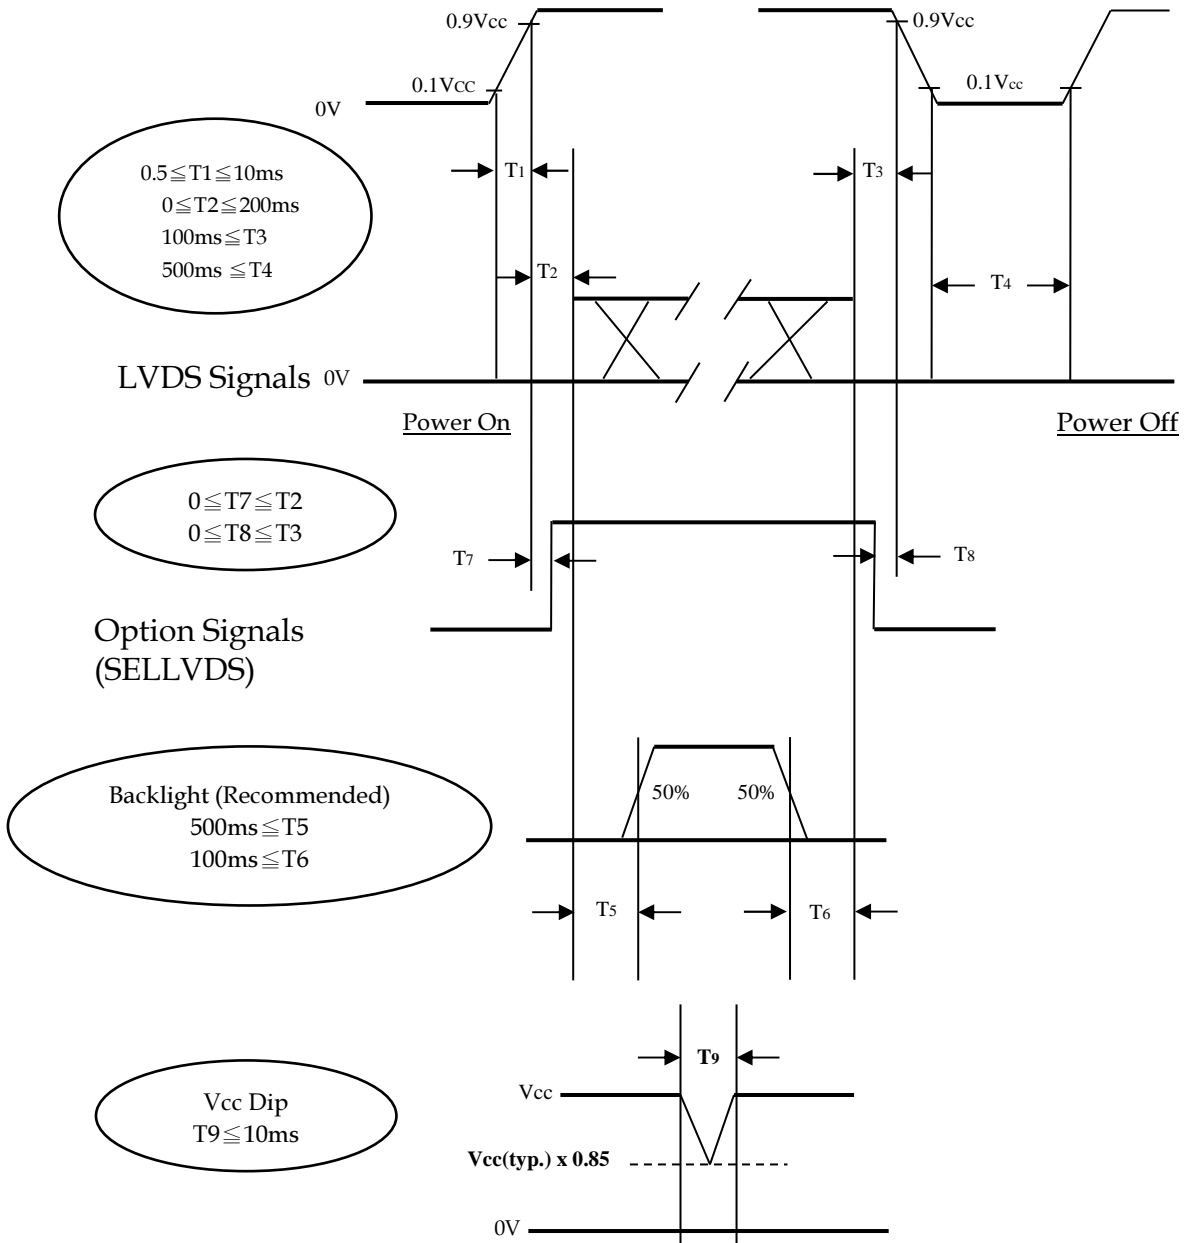 0.9Vcc
0.9Vcc
0.1VCC
0.1Vcc
0V
0.5≦T1≦10ms
0≦T2≦200ms
100ms≦T3
500ms ≦T4
T1
T3
T2
T4
LVDS Signals 0V
Power On
Power Off
0≦T7≦T2
0≦T8≦T3
T7
T8
Option Signals
(SELLVDS)
Backlight (Recommended)
500ms≦T5
100ms≦T6
50%
50%
T5
T6
T9
Vcc Dip
T9≦10ms
Vcc
Vcc(typ.) x 0.85
0V